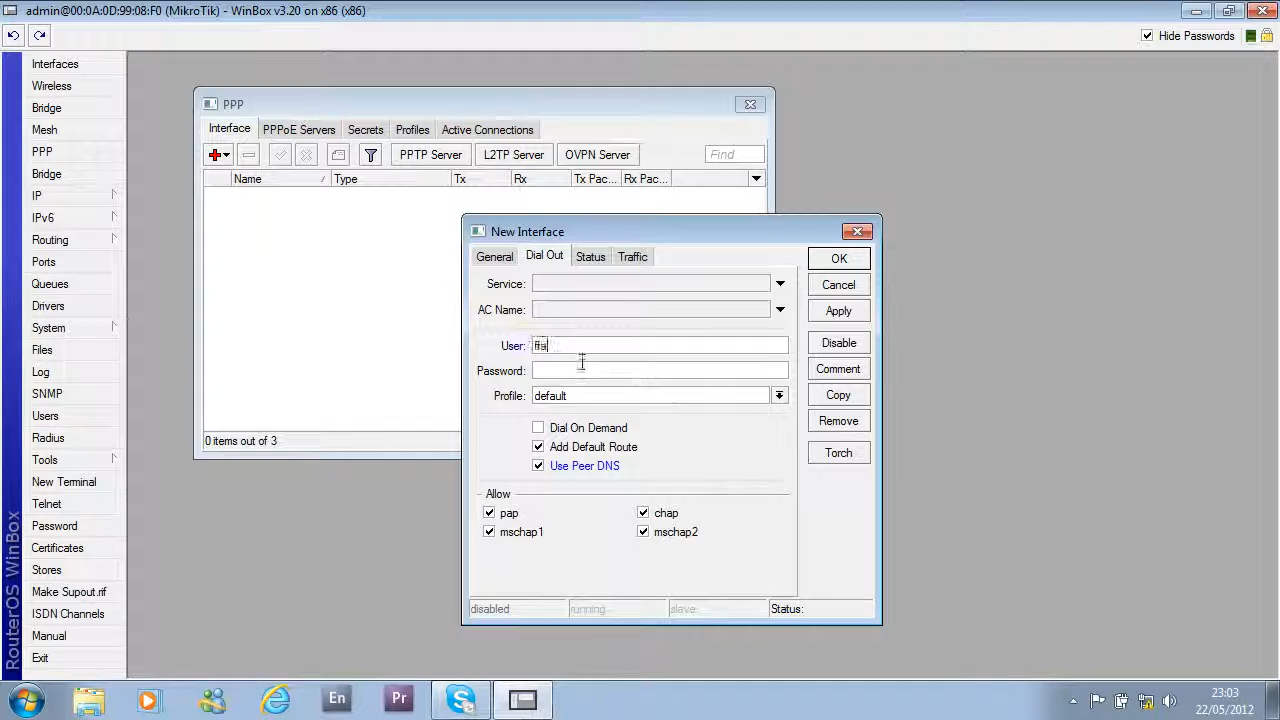 admin@00:0A:0D:99:08:F0 (MikroTik) - WinBox v3.20 on x86 (x86)
Hide Passwords
Interfaces
Wireless
Bridge
Mesh
PPP
Bridge
IP
IPv6
Routing
Ports
Queues
Drivers
System
Files
Log
SNMP
Users
Radius
Tools
New Terminal
Telnet
Password
Certificates
Stores
Make Supout.rif
ISDN Channels
Manual
Exit
RouterOS WinBox
PPP
Interface PPPoE Servers Secrets Profiles Active Connections
PPTP Server L2TP Server OVPN Server Find
Name / Type Tx Rx Tx Pac... Rx Pac...
0 items out of 3
New Interface
General Dial Out Status Traffic
Service:
AC Name:
User:
Password:
Profile: default
Dial On Demand
Add Default Route
Use Peer DNS
Allow
pap chap
mschap1 mschap2
OK
Cancel
Apply
Disable
Comment
Copy
Remove
Torch
disabled running slave Status:
En Pr
23:03
22/05/2012